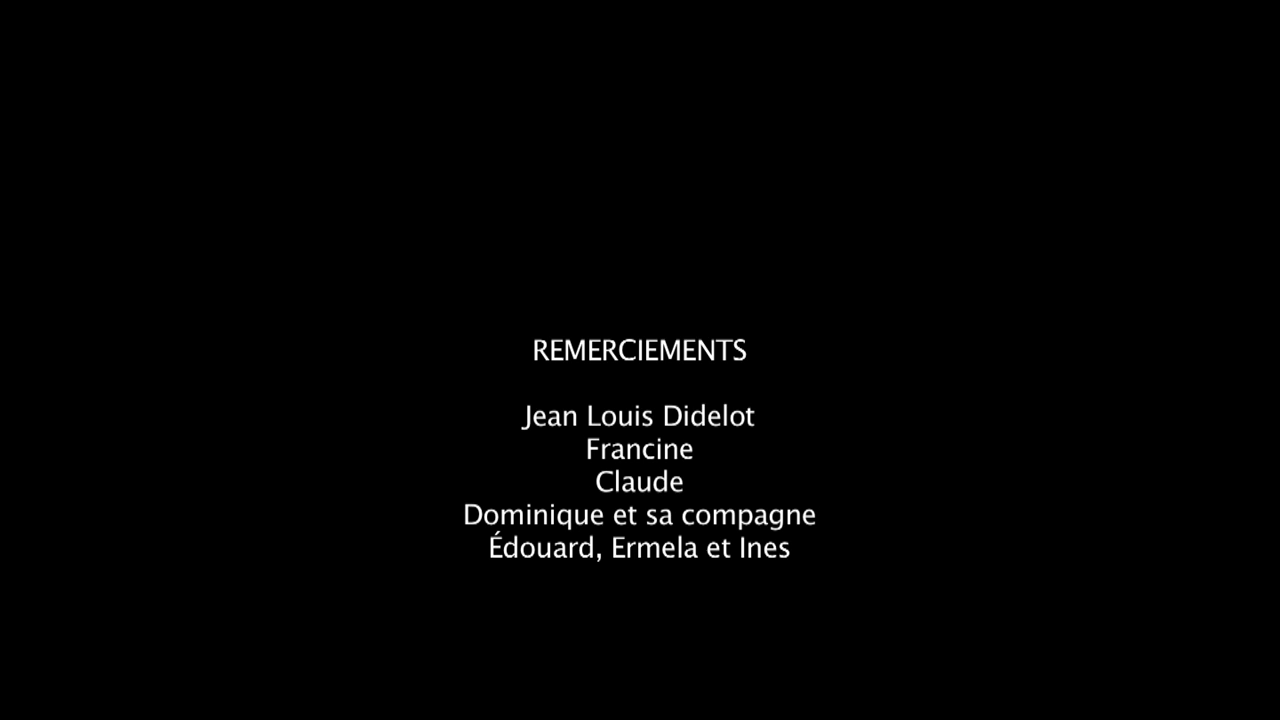 REMERCIEMENTS
Jean Louis Didelot
Francine
Claude
Dominique et sa compagne
Édouard, Ermela et Ines